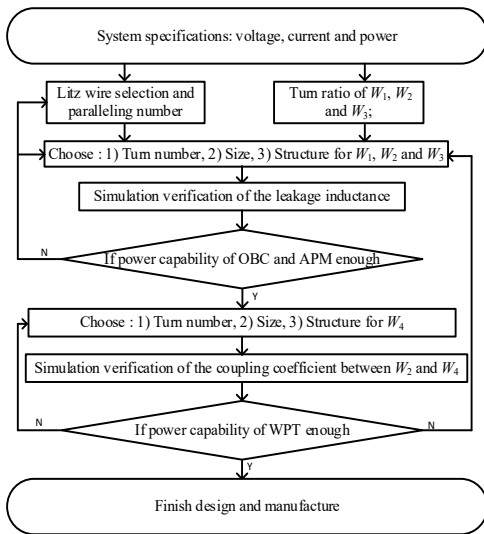 System specifications: voltage, current and power
Litz wire selection and
paralleling number
Turn ratio of W₁, W₂
and W₃;
Choose : 1) Turn number, 2) Size, 3) Structure for W₁, W₂ and W₃
Simulation verification of the leakage inductance
N
If power capability of OBC and APM enough
Y
Choose : 1) Turn number, 2) Size, 3) Structure for W₄
Simulation verification of the coupling coefficient between W₂ and W₄
N
If power capability of WPT enough
N
Y
Finish design and manufacture